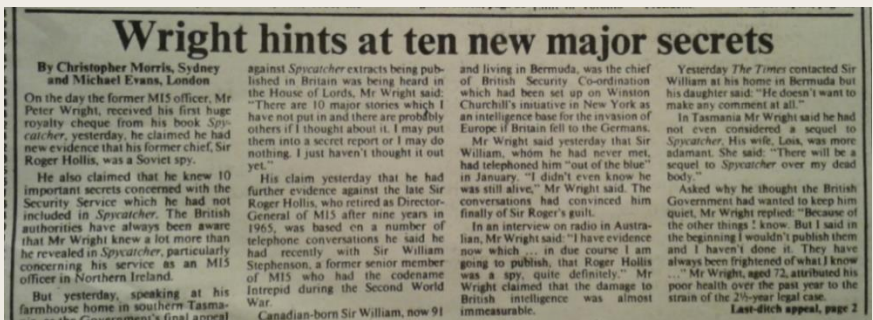 Wright hints at ten new major secrets
By Christopher Morris, Sydney
and Michael Evans, London
On the day the former MI5 officer, Mr
Peter Wright, received his first huge
royalty cheque from his book Spy-
catcher, yesterday, he claimed he had
new evidence that his former chief, Sir
Roger Hollis, was a Soviet spy.
He also claimed that he knew 10
important secrets concerned with the
Security Service which he had not
included in Spycatcher. The British
authorities have always been aware
that Mr Wright knew a lot more than
he revealed in Spycatcher, particularly
concerning his service as an MI5
officer in Northern Ireland.
But yesterday, speaking at his
farmhouse home in southern Tasma-
Government's final appeal
against Spycatcher extracts being pub-
lished in Britain was being heard in
the House of Lords, Mr Wright said:
"There are 10 major stories which I
have not put in and there are probably
others if I thought about it. I may put
them into a secret report or I may do
nothing. I just haven't thought it out
yet."
His claim yesterday that he had
further evidence against the late Sir
Roger Hollis, who retired as Director-
General of MI5 after nine years in
1965, was based on a number of
telephone conversations he said he
had recently with Sir William
Stephenson, a former senior member
of MI5 who had the codename
Intrepid during the Second World
War.
Canadian-born Sir William, now 91
and living in Bermuda, was the chief
of British Security Co-ordination
which had been set up on Winston
Churchill's initiative in New York as
an intelligence base for the invasion of
Europe if Britain fell to the Germans.
Mr Wright said yesterday that Sir
William, whom he had never met,
had telephoned him "out of the blue"
in January. "I didn't even know he
was still alive," Mr Wright said. The
conversations had convinced him
finally of Sir Roger's guilt.
In an interview on radio in Austra-
lian, Mr Wright said: "I have evidence
now which ... in due course I am
going to publish, that Roger Hollis
was a spy, quite definitely." Mr
Wright claimed that the damage to
British intelligence was almost
immeasurable.
Yesterday The Times contacted Sir
William at his home in Bermuda but
his daughter said: "He doesn't want to
make any comment at all."
In Tasmania Mr Wright said he had
not even considered a sequel to
Spycatcher. His wife, Lois, was more
adamant. She said: "There will be a
sequel to Spycatcher over my dead
body."
Asked why he thought the British
Government had wanted to keep him
quiet, Mr Wright replied: "Because of
the other things I know. But I said in
the beginning I wouldn't publish them
and I haven't done it. They have
always been frightened of what I know
..." Mr Wright, aged 72, attributed his
poor health over the past year to the
strain of the 2½-year legal case.
Last-ditch appeal, page 2